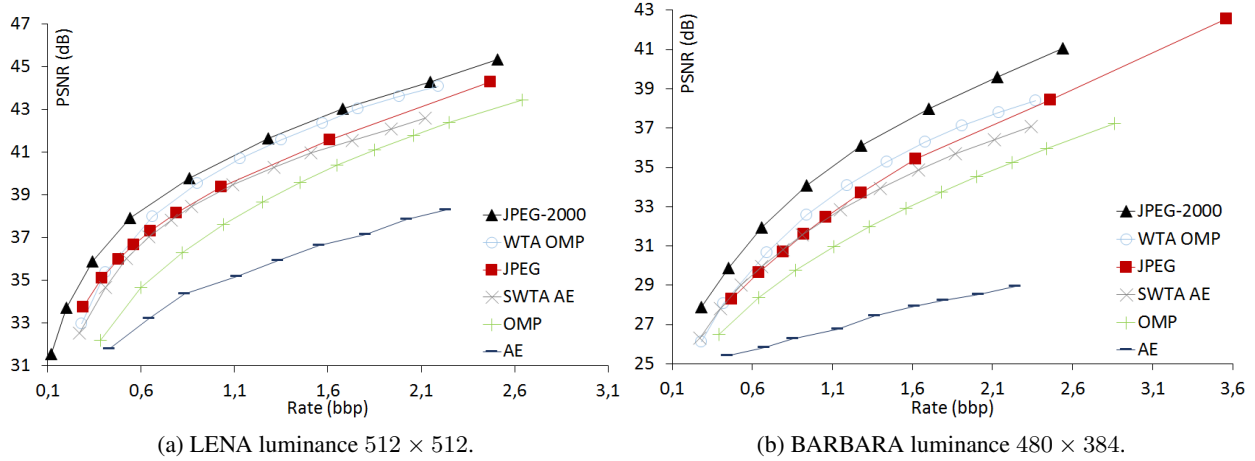 PSNR (dB)
47
45
43
41
39
37
35
33
31
0,1
0,6
1,1
1,6
2,1
2,6
3,1
Rate (bbp)
JPEG-2000
WTA OMP
JPEG
SWTA AE
OMP
AE
(a) LENA luminance 512 × 512.
PSNR (dB)
43
41
39
37
35
33
31
29
27
25
0,1
0,6
1,1
1,6
2,1
2,6
3,1
3,6
Rate (bbp)
JPEG-2000
WTA OMP
JPEG
SWTA AE
OMP
AE
(b) BARBARA luminance 480 × 384.